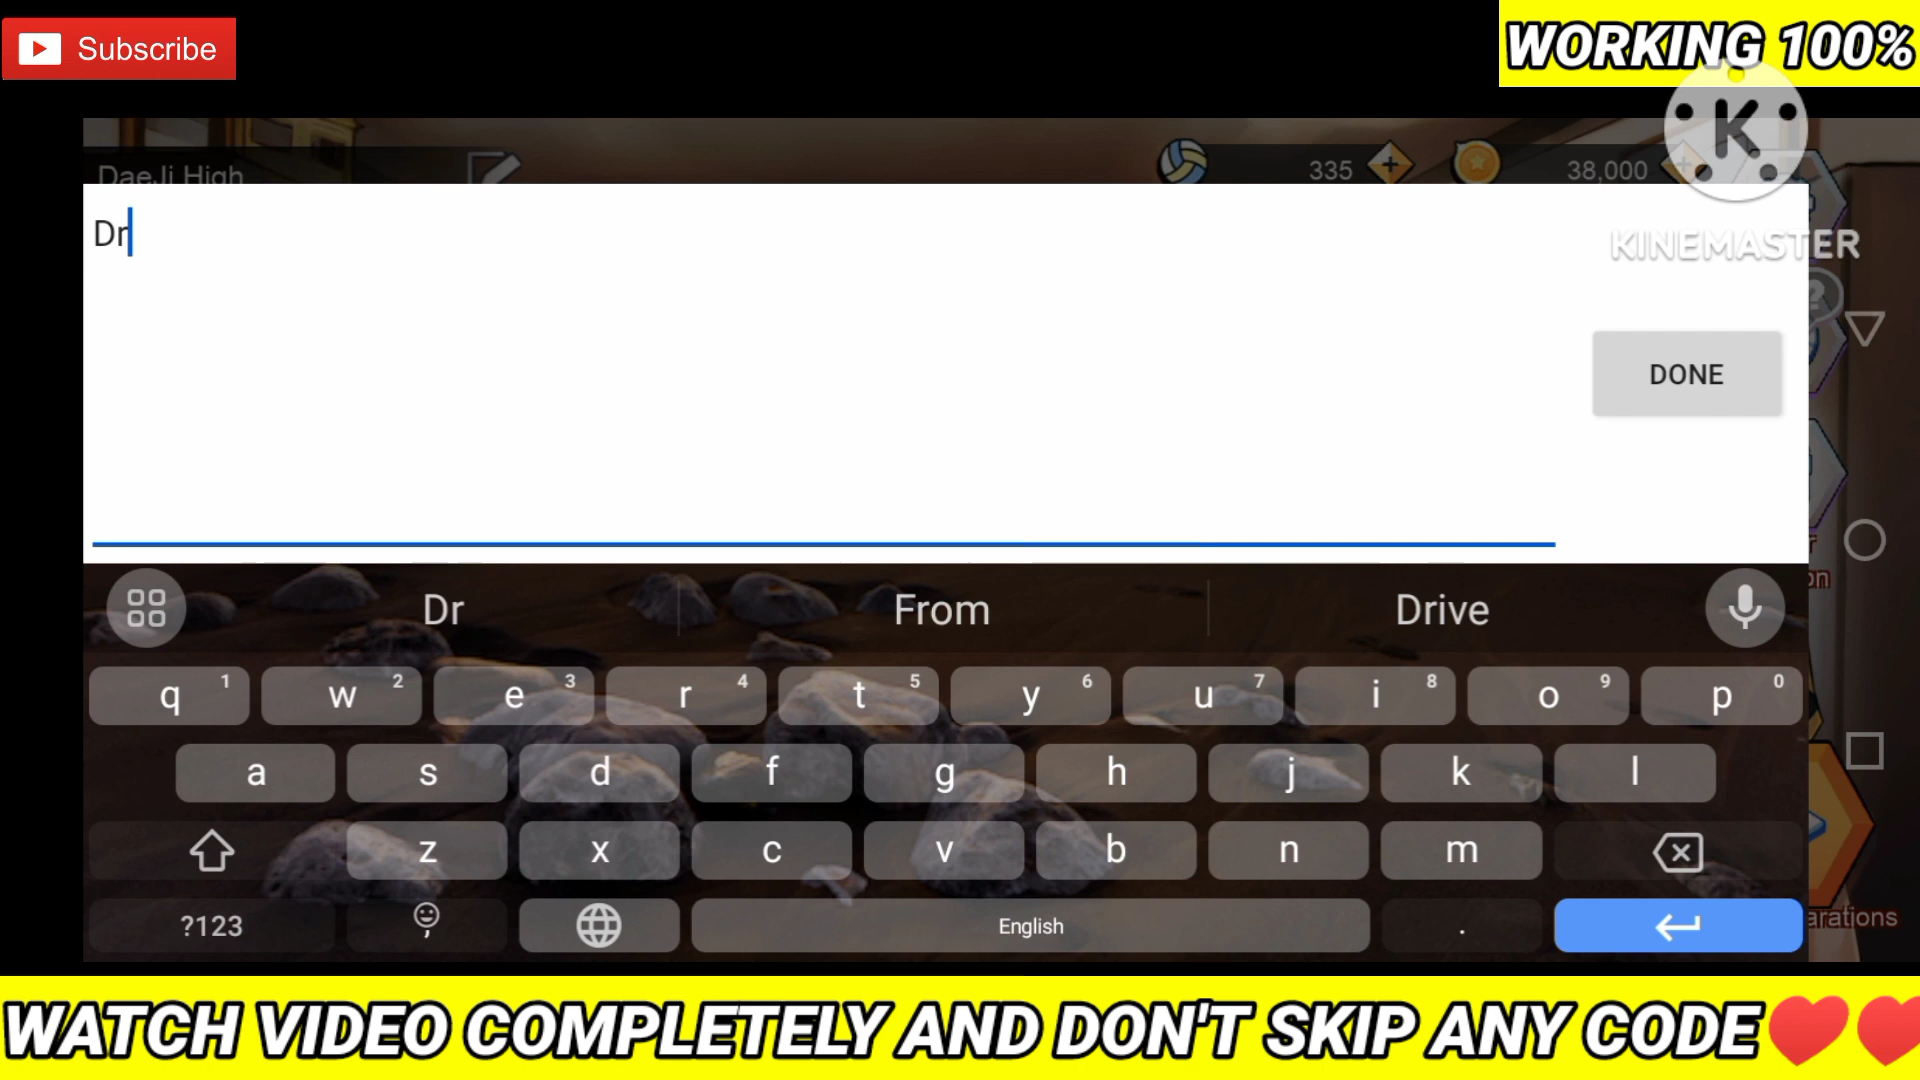 Subscribe
WORKING 100%
K
KINEMASTER
DaeJi High
335
38,000
Dr
?
DONE
Dr From Drive
q 1 w 2 e 3 r 4 t 5 y 6 u 7 i 8 o 9 p 0
a s d f g h j k l
z x c v b n m
?123 , English .
arations
WATCH VIDEO COMPLETELY AND DON'T SKIP ANY CODE